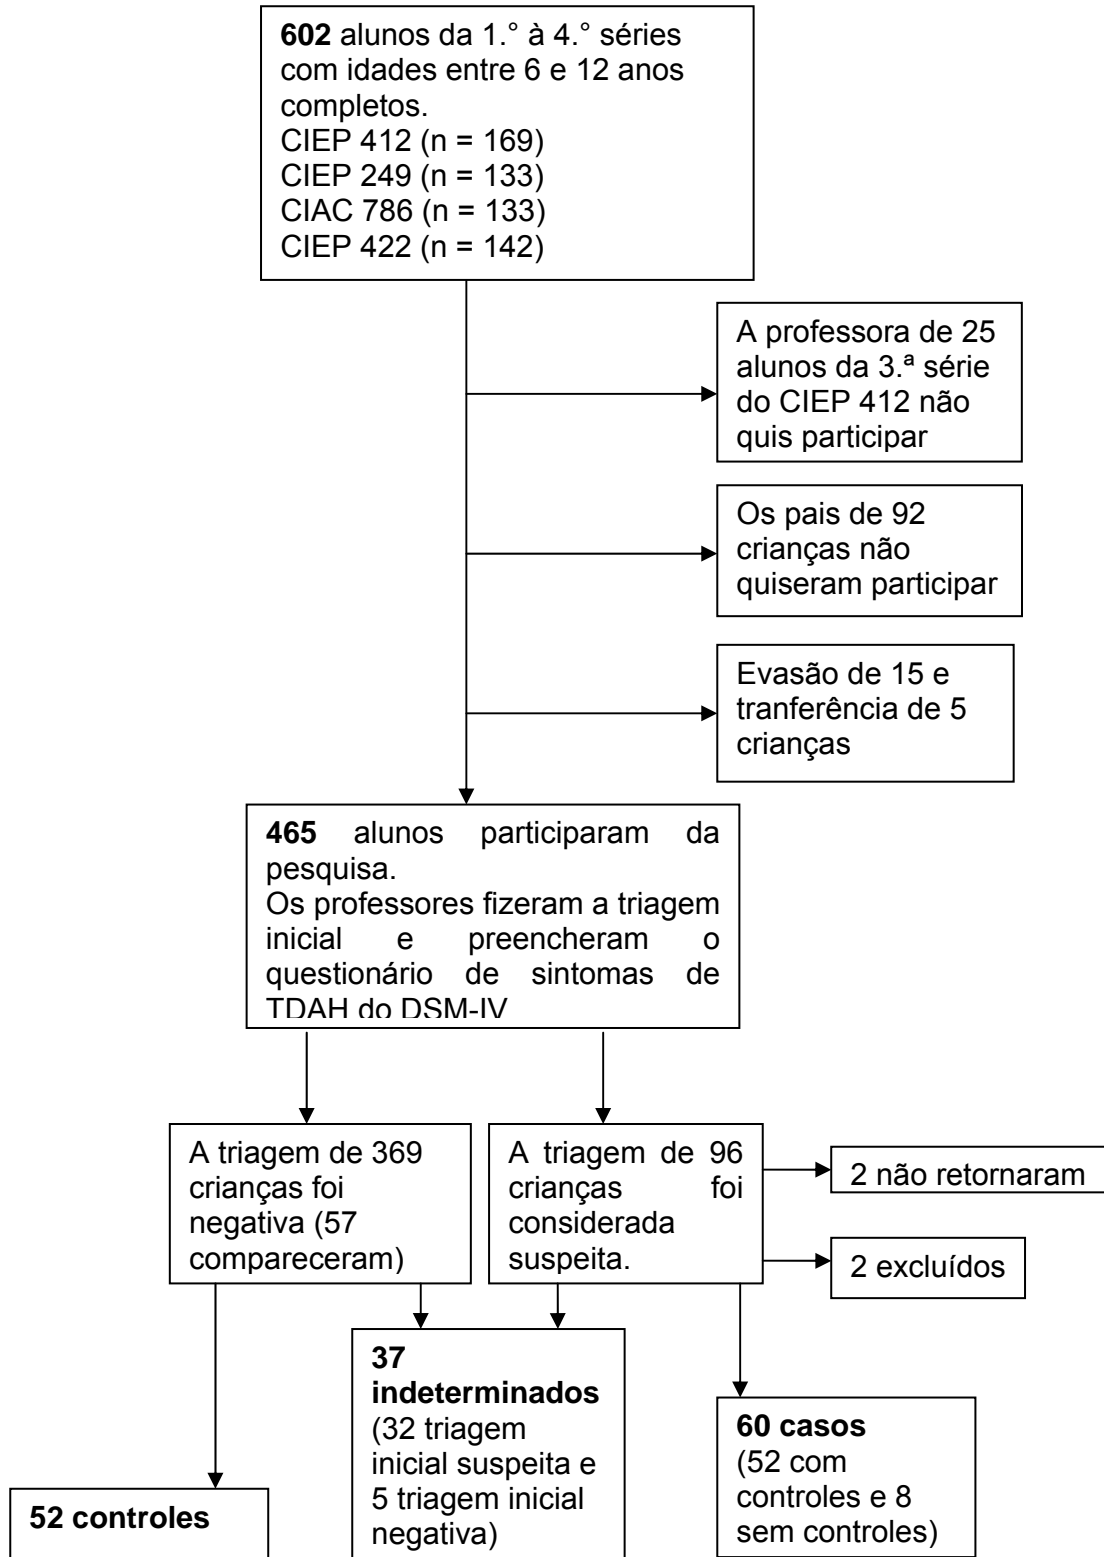 602 alunos da 1.° à 4.° séries
com idades entre 6 e 12 anos
completos.
CIEP 412 (n = 169)
CIEP 249 (n = 133)
CIAC 786 (n = 133)
CIEP 422 (n = 142)
A professora de 25
alunos da 3.ª série
do CIEP 412 não
quis participar
Os pais de 92
crianças não
quiseram participar
Evasão de 15 e
tranferência de 5
crianças
465 alunos participaram da
pesquisa.
Os professores fizeram a triagem
inicial e preencheram o
questionário de sintomas de
TDAH do DSM-IV
A triagem de 369
crianças foi
negativa (57
compareceram)
A triagem de 96
crianças foi
considerada
suspeita.
2 não retornaram
2 excluídos
52 controles
37
indeterminados
(32 triagem
inicial suspeita e
5 triagem inicial
negativa)
60 casos
(52 com
controles e 8
sem controles)